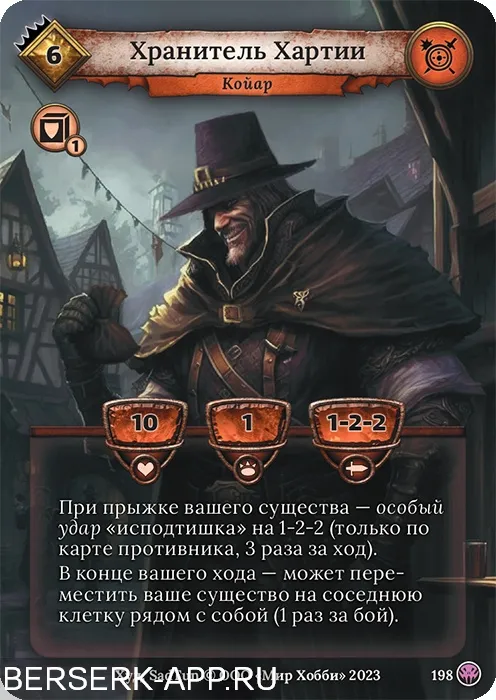 6
Хранитель Хартии
Койар
1
10
1
1-2-2
При прыжке вашего существа — особый
удар «исподтишка» на 1-2-2 (только по
карте противника, 3 раза за ход).
В конце вашего хода — может пере-
местить ваше существо на соседнюю
клетку рядом с собой (1 раз за бой).
© ООО «Мир Хобби» 2023
198
BERSERK-APP.RU